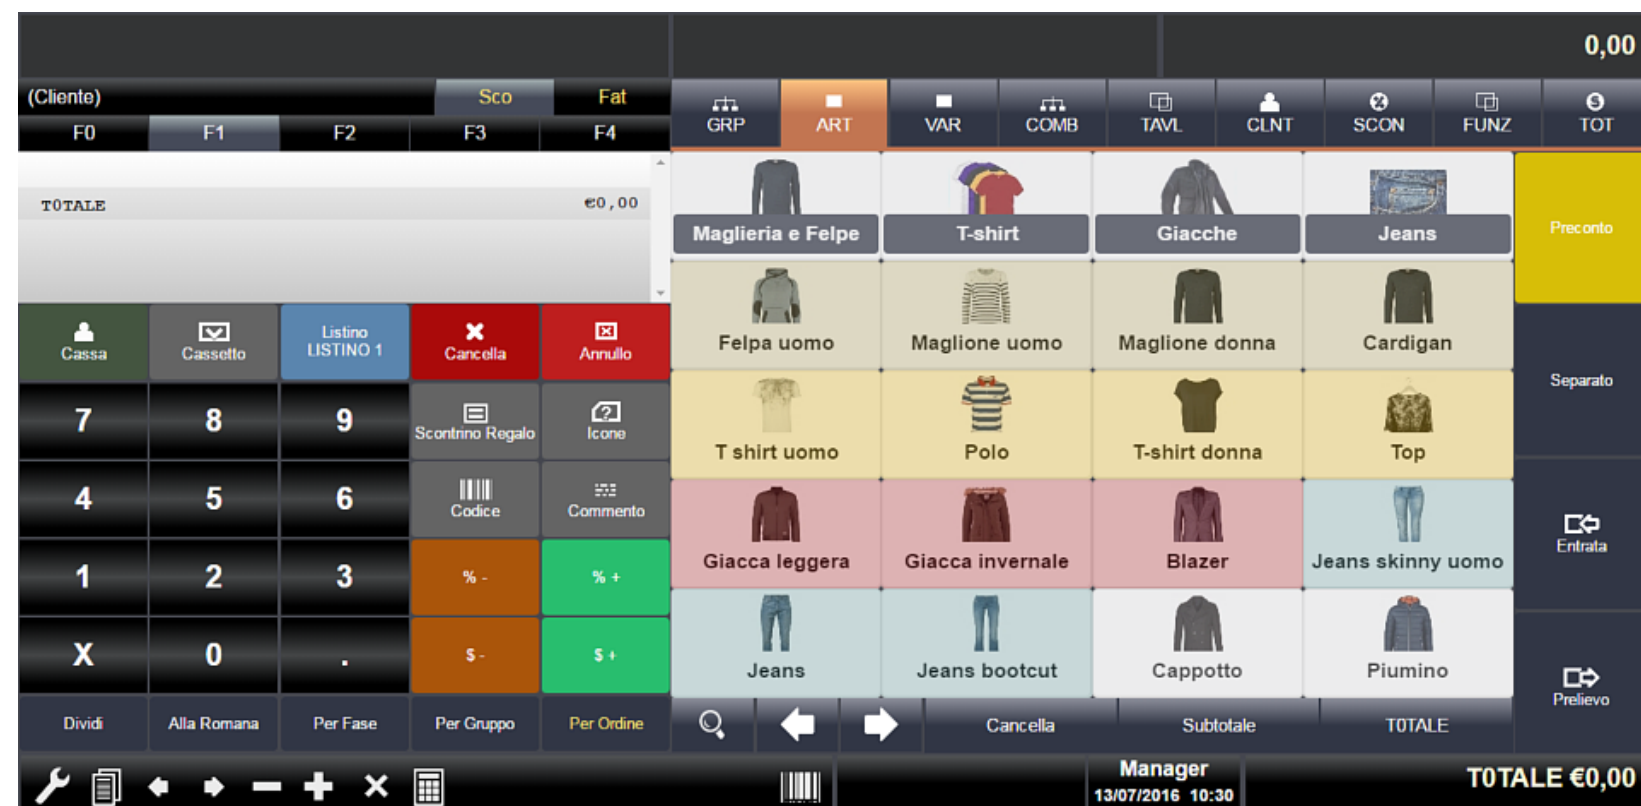 0,00
(Cliente) Sco Fat
F0 F1 F2 F3 F4
GRP ART VAR COMB TAVL CLNT SCON FUNZ TOT
T0TALE €0,00
Maglieria e Felpe T-shirt Giacche Jeans
Preconto
Felpa uomo Maglione uomo Maglione donna Cardigan
Separato
T shirt uomo Polo T-shirt donna Top
Giacca leggera Giacca invernale Blazer Jeans skinny uomo
Entrata
Jeans Jeans bootcut Cappotto Piumino
Prelievo
Cassa Cassetto Listino LISTINO 1 Cancella Annullo
7 8 9 Scontrino Regalo Icone
4 5 6 Codice Commento
1 2 3 % - % +
X 0 . $ - $ +
Dividi Alla Romana Per Fase Per Gruppo Per Ordine
Cancella Subtotale T0TALE
Manager
13/07/2016 10:30
T0TALE €0,00